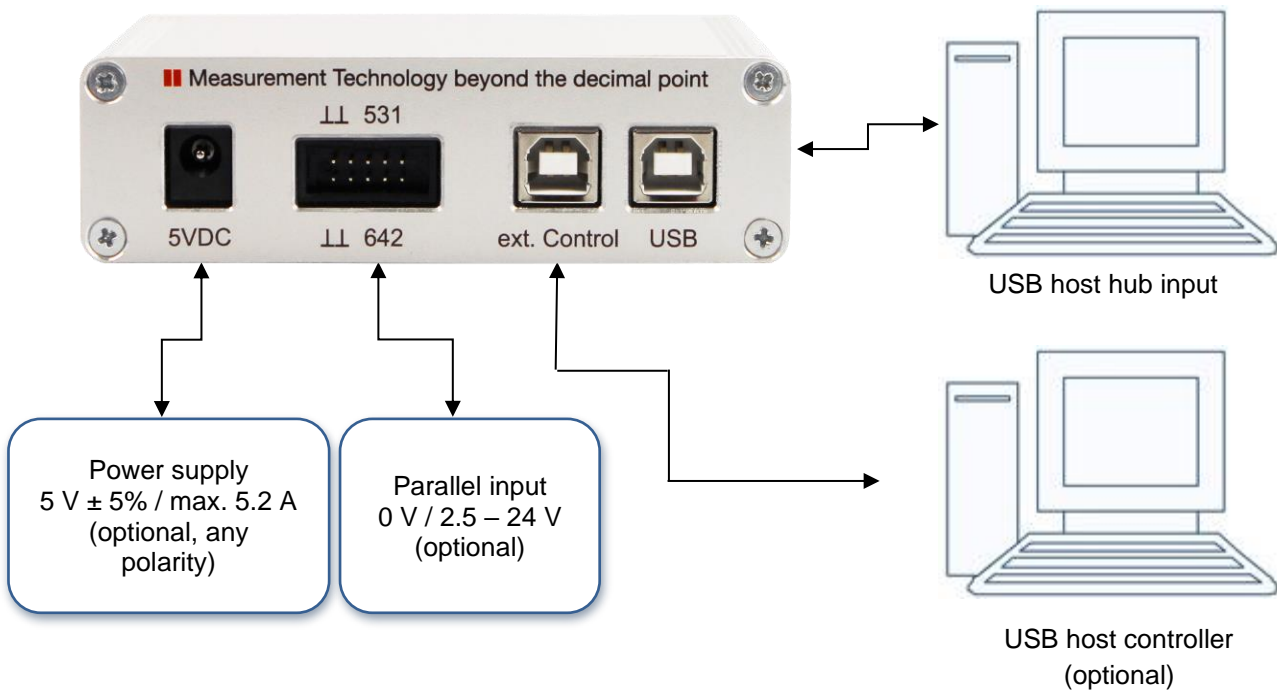 Measurement Technology beyond the decimal point
⊥⊥ 531
5VDC
⊥⊥ 642
ext. Control
USB
USB host hub input
Power supply
5 V ± 5% / max. 5.2 A
(optional, any
polarity)
Parallel input
0 V / 2.5 – 24 V
(optional)
USB host controller
(optional)